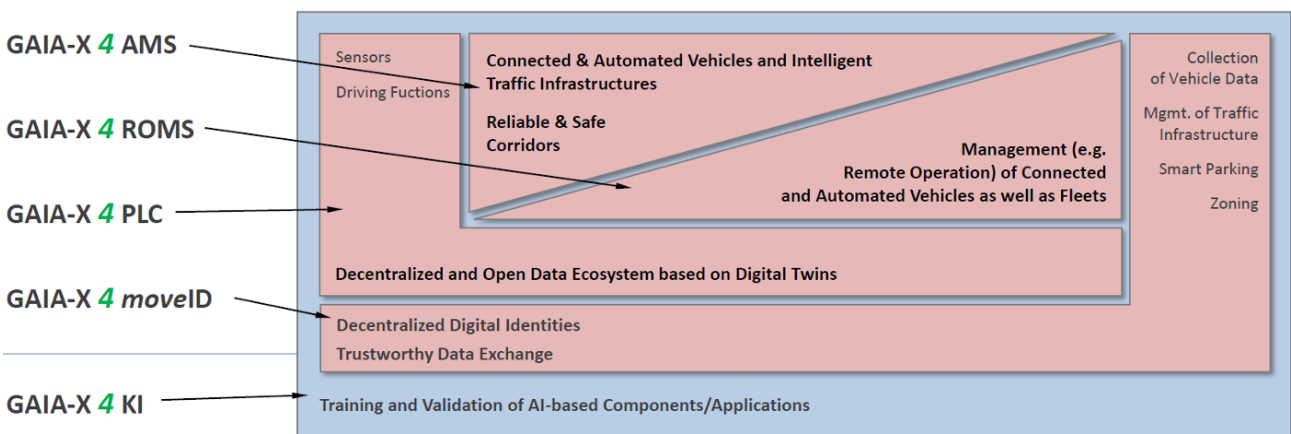 GAIA-X 4 AMS
GAIA-X 4 ROMS
GAIA-X 4 PLC
GAIA-X 4 moveID
GAIA-X 4 KI
Sensors
Driving Fuctions
Connected & Automated Vehicles and Intelligent
Traffic Infrastructures
Reliable & Safe
Corridors
Management (e.g.
Remote Operation) of Connected
and Automated Vehicles as well as Fleets
Collection
of Vehicle Data
Mgmt. of Traffic
Infrastructure
Smart Parking
Zoning
Decentralized and Open Data Ecosystem based on Digital Twins
Decentralized Digital Identities
Trustworthy Data Exchange
Training and Validation of AI-based Components/Applications